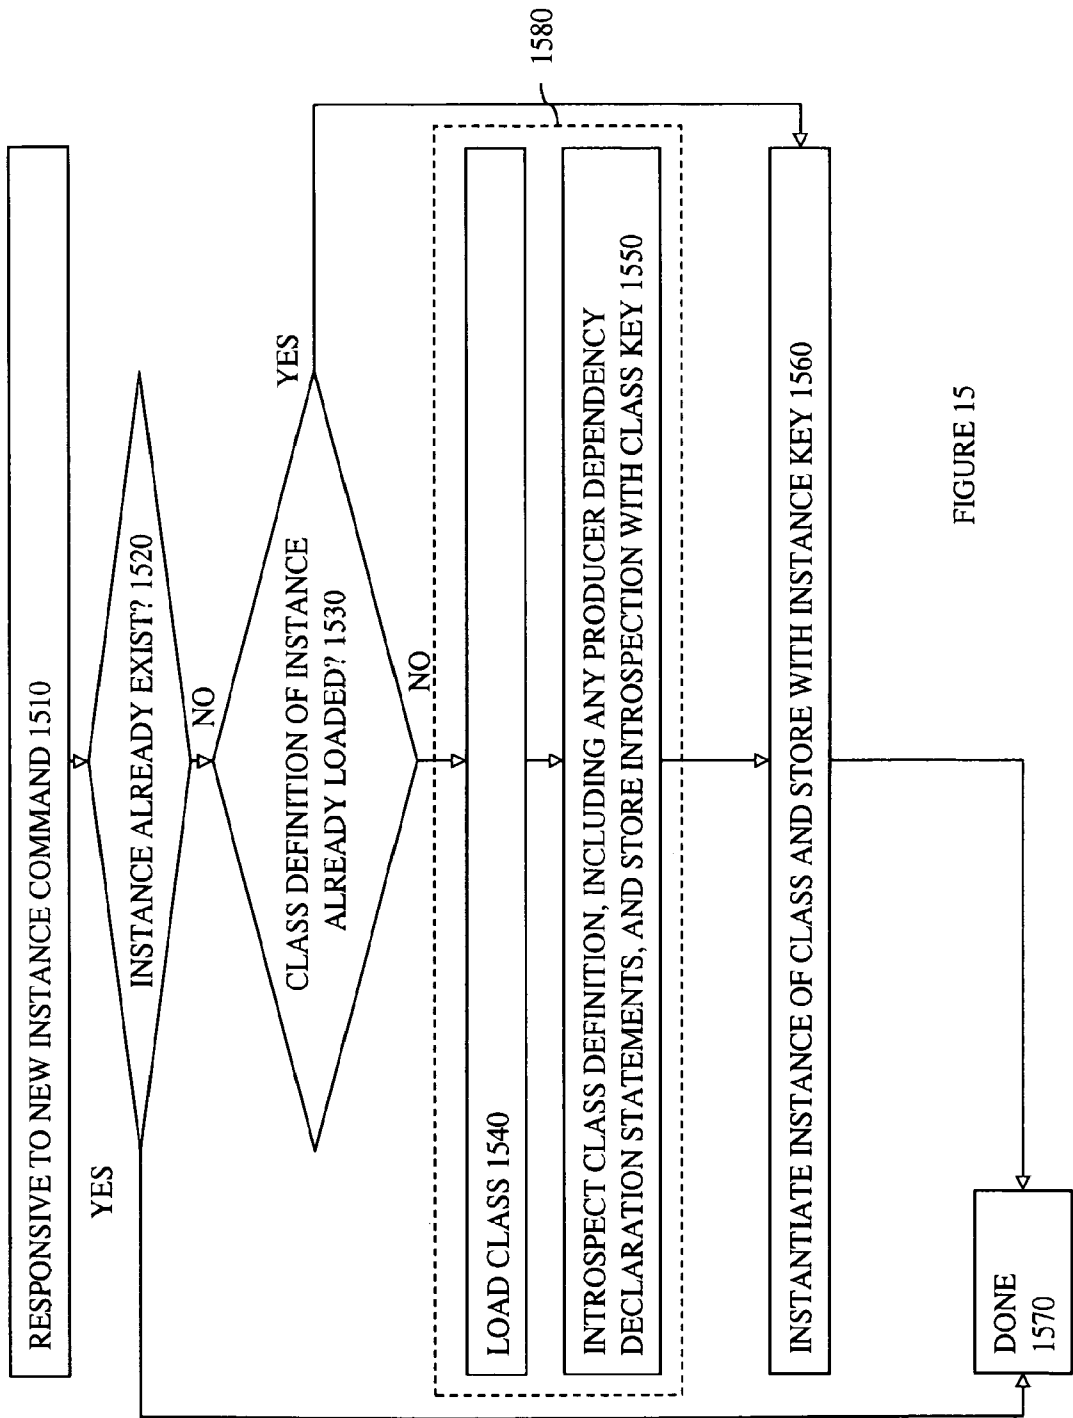 RESPONSIVE TO NEW INSTANCE COMMAND 1510
INSTANCE ALREADY EXIST? 1520
YES
NO
CLASS DEFINITION OF INSTANCE
ALREADY LOADED? 1530
YES
NO
1580
LOAD CLASS 1540
INTROSPECT CLASS DEFINITION, INCLUDING ANY PRODUCER DEPENDENCY
DECLARATION STATEMENTS, AND STORE INTROSPECTION WITH CLASS KEY 1550
INSTANTIATE INSTANCE OF CLASS AND STORE WITH INSTANCE KEY 1560
DONE
1570
FIGURE 15